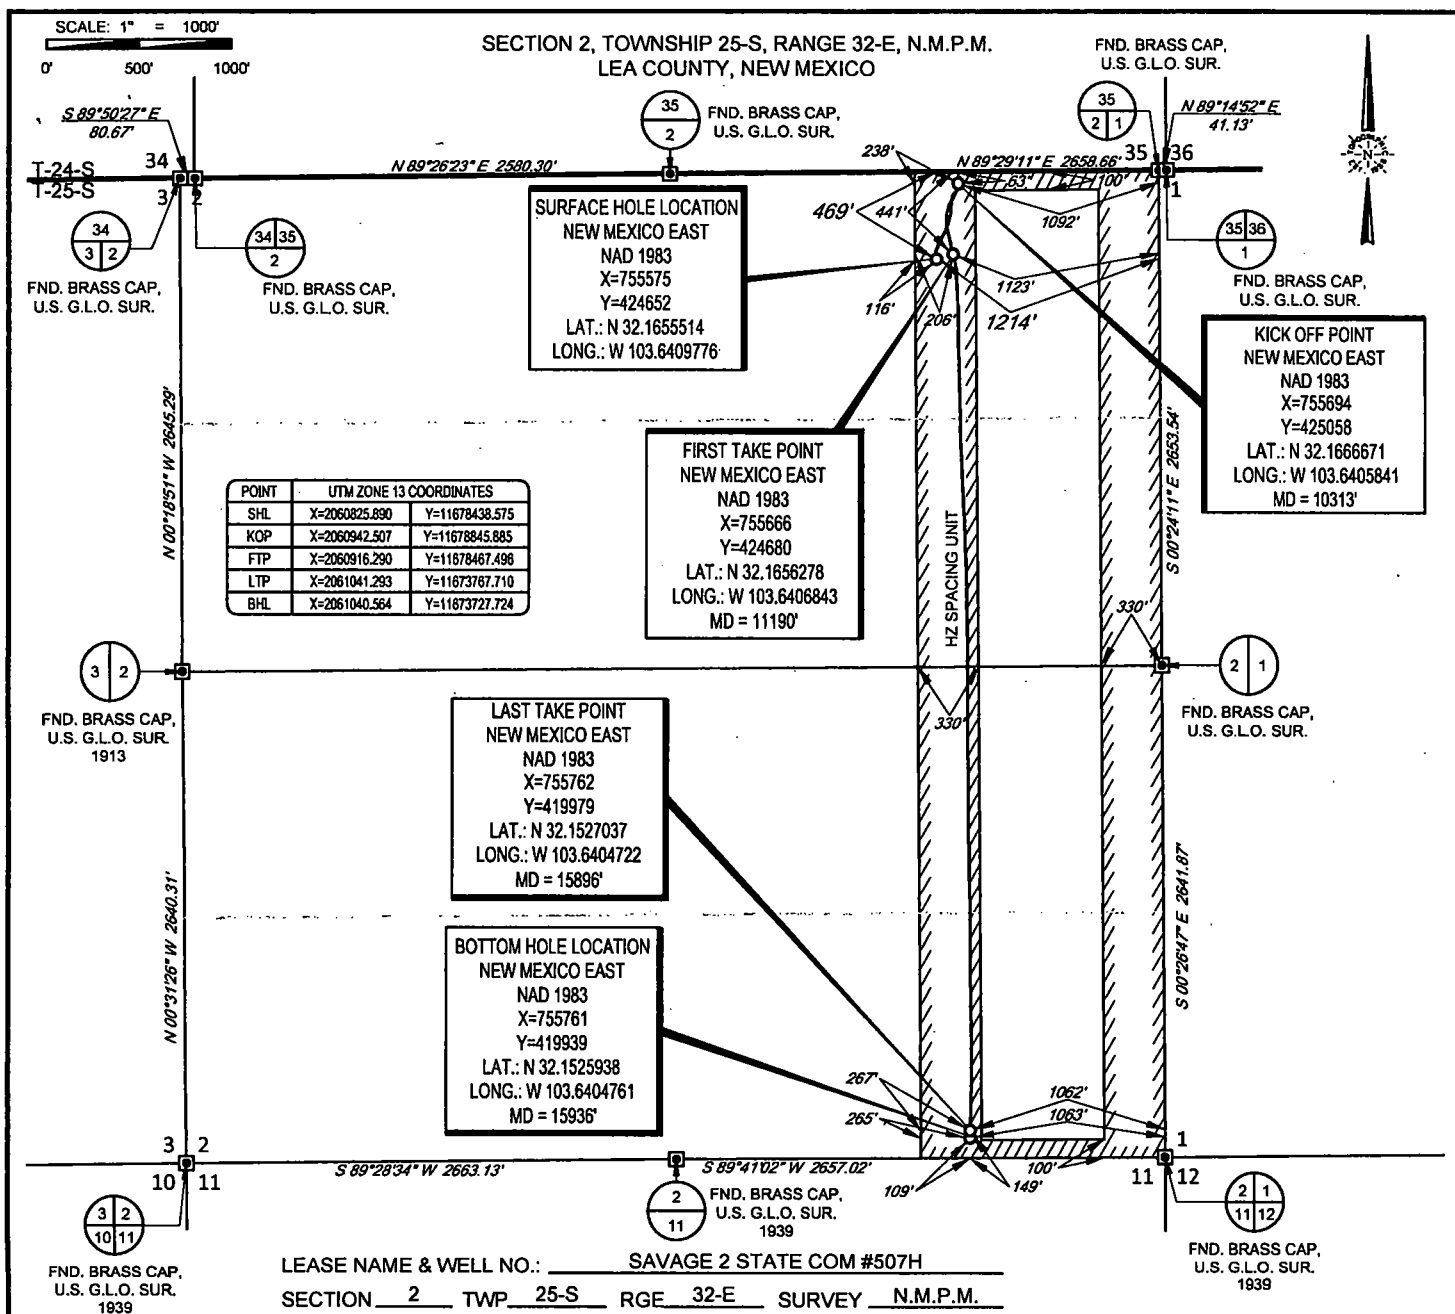 SCALE: 1" = 1000'
0' 500' 1000'
SECTION 2, TOWNSHIP 25-S, RANGE 32-E, N.M.P.M.
LEA COUNTY, NEW MEXICO
FND. BRASS CAP,
U.S. G.L.O. SUR.
S 89°50'27" E
80.67'
35
2
FND. BRASS CAP,
U.S. G.L.O. SUR.
35
2 1
N 89°14'52" E
41.13'
T-24-S
T-25-S
34
3 2
N 89°26'23" E 2580.30'
238'
N 89°29'11" E 2658.66'
35 36
1
63'
100'
469'
441'
1092'
34
3 2
FND. BRASS CAP,
U.S. G.L.O. SUR.
34 35
2
FND. BRASS CAP,
U.S. G.L.O. SUR.
35 36
1
FND. BRASS CAP,
U.S. G.L.O. SUR.
N
SURFACE HOLE LOCATION
NEW MEXICO EAST
NAD 1983
X=755575
Y=424652
LAT.: N 32.1655514
LONG.: W 103.6409776
116'
206'
1123'
1214'
KICK OFF POINT
NEW MEXICO EAST
NAD 1983
X=755694
Y=425058
LAT.: N 32.1666671
LONG.: W 103.6405841
MD = 10313'
N 00°18'51" W 2645.29'
S 00°24'11" E 2653.54'
FIRST TAKE POINT
NEW MEXICO EAST
NAD 1983
X=755666
Y=424680
LAT.: N 32.1656278
LONG.: W 103.6406843
MD = 11190'
POINT UTM ZONE 13 COORDINATES
SHL X=2060825.890 Y=11678438.575
KOP X=2060942.507 Y=11678845.885
FTP X=2060916.290 Y=11678467.496
LTP X=2061041.293 Y=11673767.710
BHL X=2061040.564 Y=11673727.724
HZ SPACING UNIT
330'
3 2
FND. BRASS CAP,
U.S. G.L.O. SUR.
1913
2 1
FND. BRASS CAP,
U.S. G.L.O. SUR.
330'
LAST TAKE POINT
NEW MEXICO EAST
NAD 1983
X=755762
Y=419979
LAT.: N 32.1527037
LONG.: W 103.6404722
MD = 15896'
N 00°31'26" W 2640.31'
S 00°26'47" E 2641.87'
BOTTOM HOLE LOCATION
NEW MEXICO EAST
NAD 1983
X=755761
Y=419939
LAT.: N 32.1525938
LONG.: W 103.6404761
MD = 15936'
267'
265'
1062'
1063'
3 2
10 11
S 89°28'34" W 2663.13'
S 89°41'02" W 2657.02'
109'
149'
100'
1
11 12
3 2
10 11
FND. BRASS CAP,
U.S. G.L.O. SUR.
1939
2
11
FND. BRASS CAP,
U.S. G.L.O. SUR.
1939
2 1
11 12
FND. BRASS CAP,
U.S. G.L.O. SUR.
1939
LEASE NAME & WELL NO.: SAVAGE 2 STATE COM #507H
SECTION 2 TWP 25-S RGE 32-E SURVEY N.M.P.M.